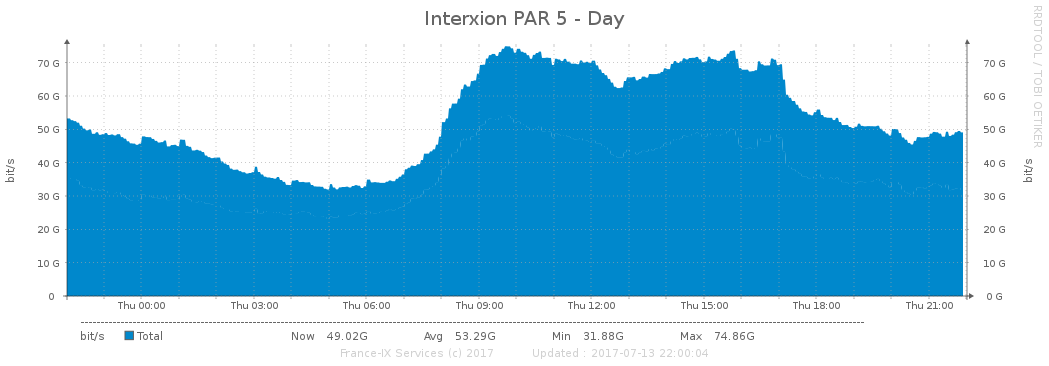 Interxion PAR 5 - Day
RRDTOOL / TOBI OETIKER
bit/s
70 G
60 G
50 G
40 G
30 G
20 G
10 G
0
70 G
60 G
50 G
40 G
30 G
20 G
10 G
0 G
bit/s
Thu 00:00 Thu 03:00 Thu 06:00 Thu 09:00 Thu 12:00 Thu 15:00 Thu 18:00 Thu 21:00
bit/s Total Now 49.02G Avg 53.29G Min 31.88G Max 74.86G
France-IX Services (c) 2017 Updated : 2017-07-13 22:00:04